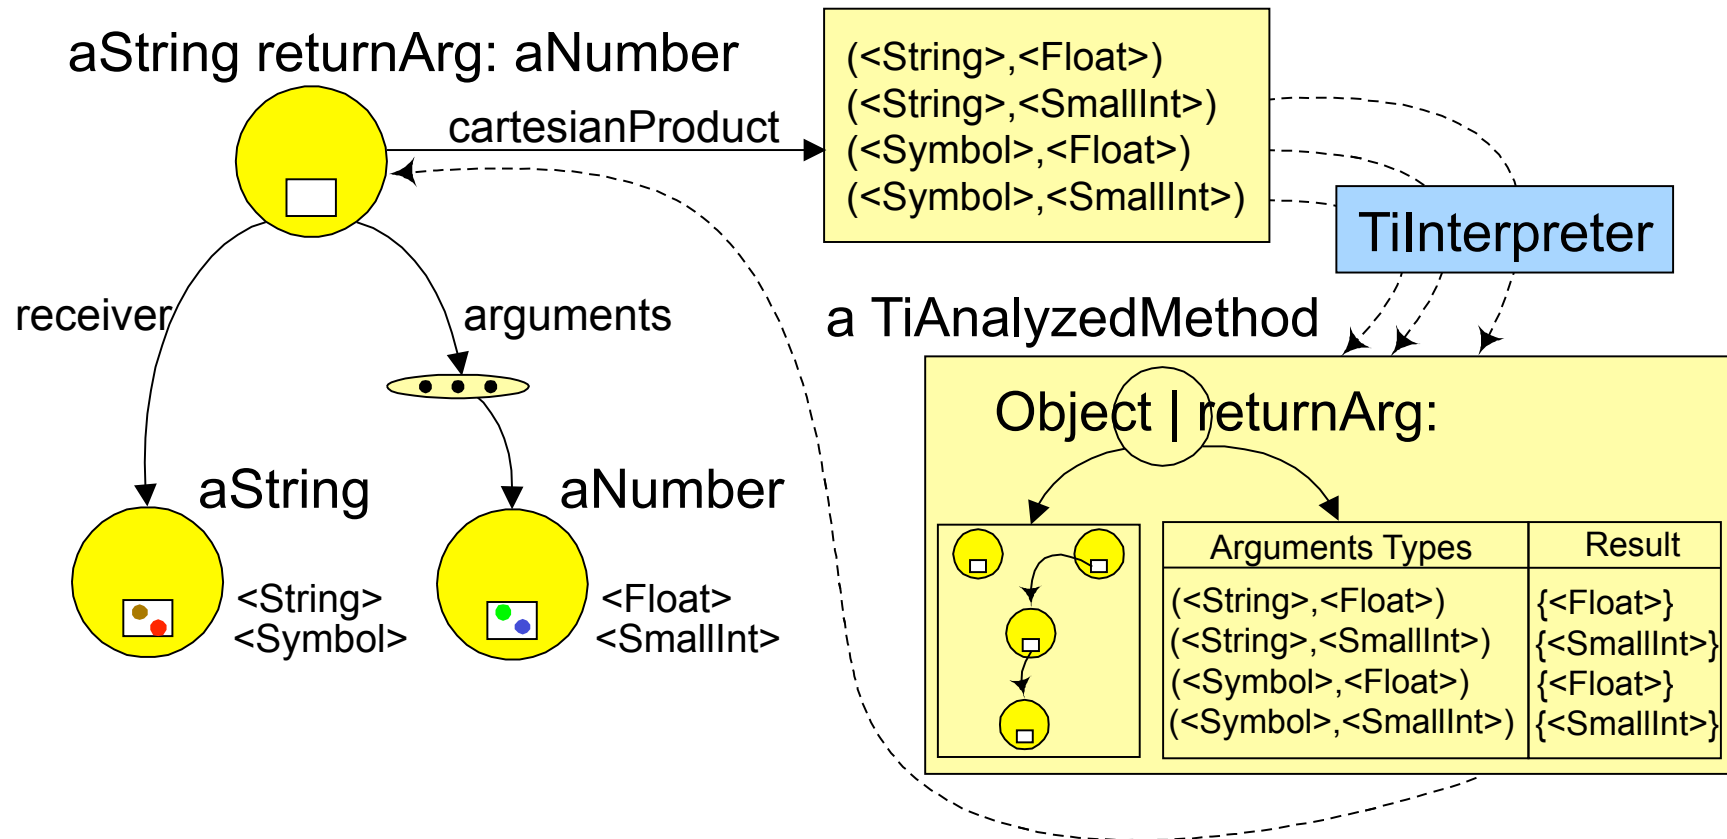 aString returnArg: aNumber
cartesianProduct
(<String>,<Float>)
(<String>,<SmallInt>)
(<Symbol>,<Float>)
(<Symbol>,<SmallInt>)
TiInterpreter
receiver
arguments
a TiAnalyzedMethod
aString
<String>
<Symbol>
aNumber
<Float>
<SmallInt>
Object | returnArg:
Arguments Types Result
(<String>,<Float>) {<Float>}
(<String>,<SmallInt>) {<SmallInt>}
(<Symbol>,<Float>) {<Float>}
(<Symbol>,<SmallInt>) {<SmallInt>}